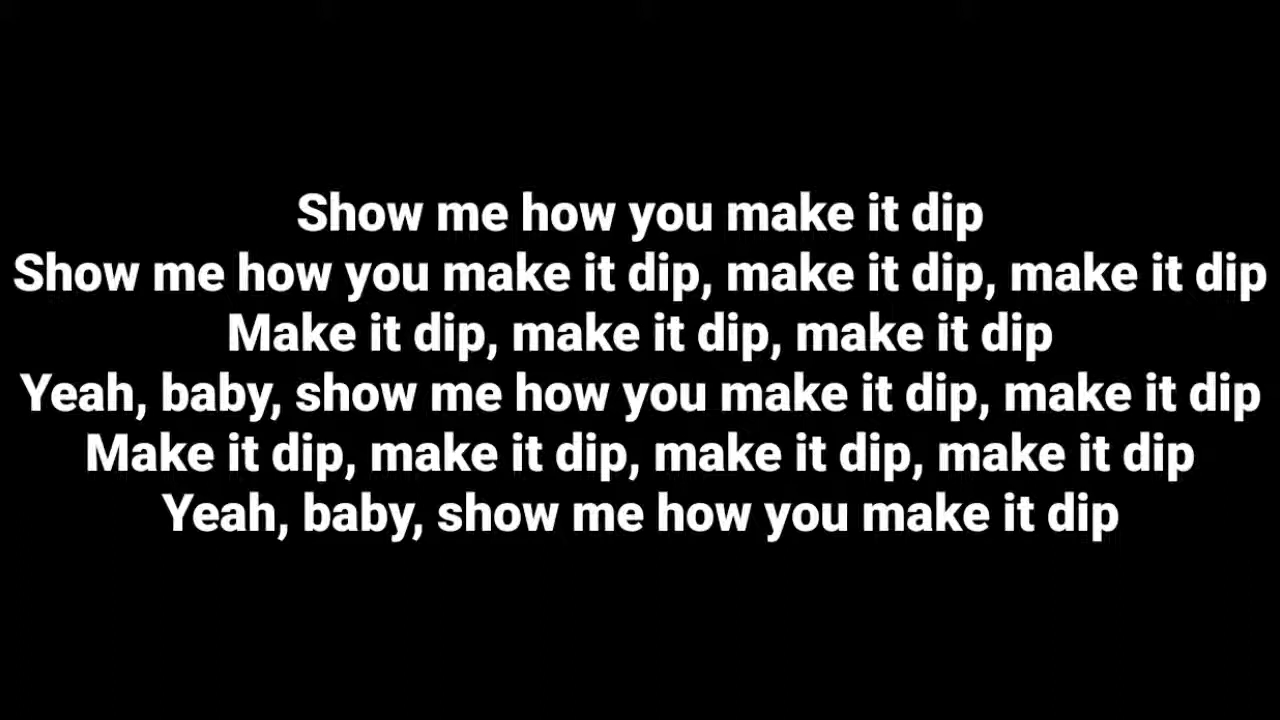 Show me how you make it dip
Show me how you make it dip, make it dip, make it dip
Make it dip, make it dip, make it dip
Yeah, baby, show me how you make it dip, make it dip
Make it dip, make it dip, make it dip, make it dip
Yeah, baby, show me how you make it dip